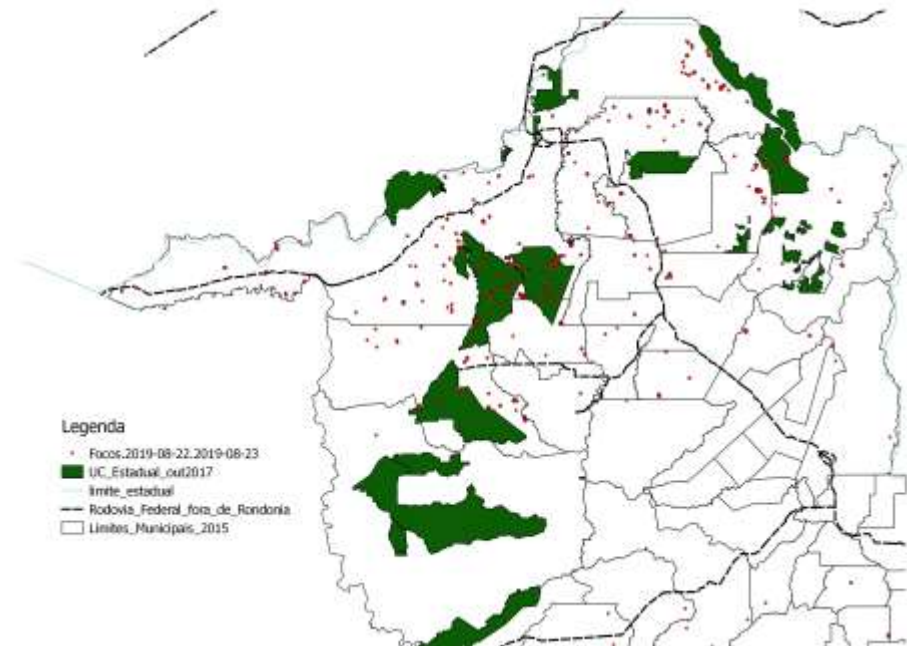 Legenda
Focos.2019-08-22.2019-08-23
UC_Estadual_out2017
limite_estadual
Rodovia_Federal_fora_de_Rondonia
Limites_Municipais_2015